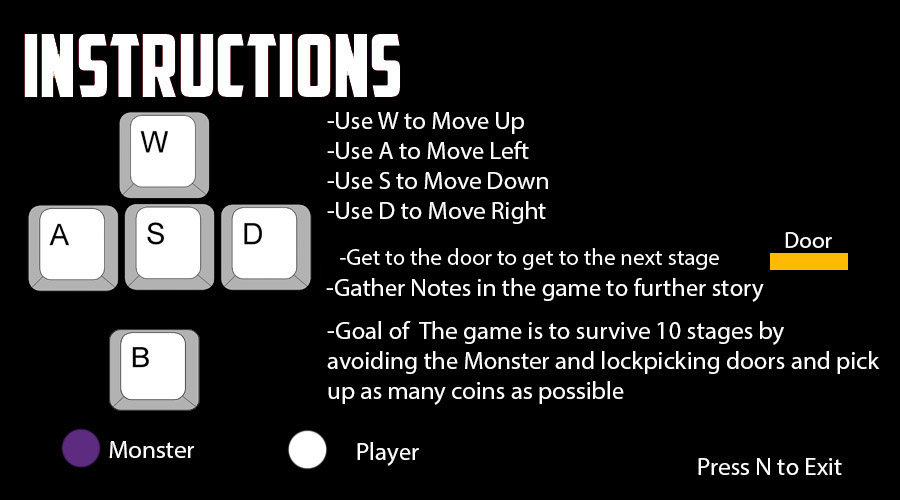 INSTRUCTIONS
W
-Use W to Move Up
-Use A to Move Left
-Use S to Move Down
-Use D to Move Right
A
S
D
Door
-Get to the door to get to the next stage
-Gather Notes in the game to further story
-Goal of  The game is to survive 10 stages by
avoiding the Monster and lockpicking doors and pick
up as many coins as possible
B
Monster
Player
Press N to Exit